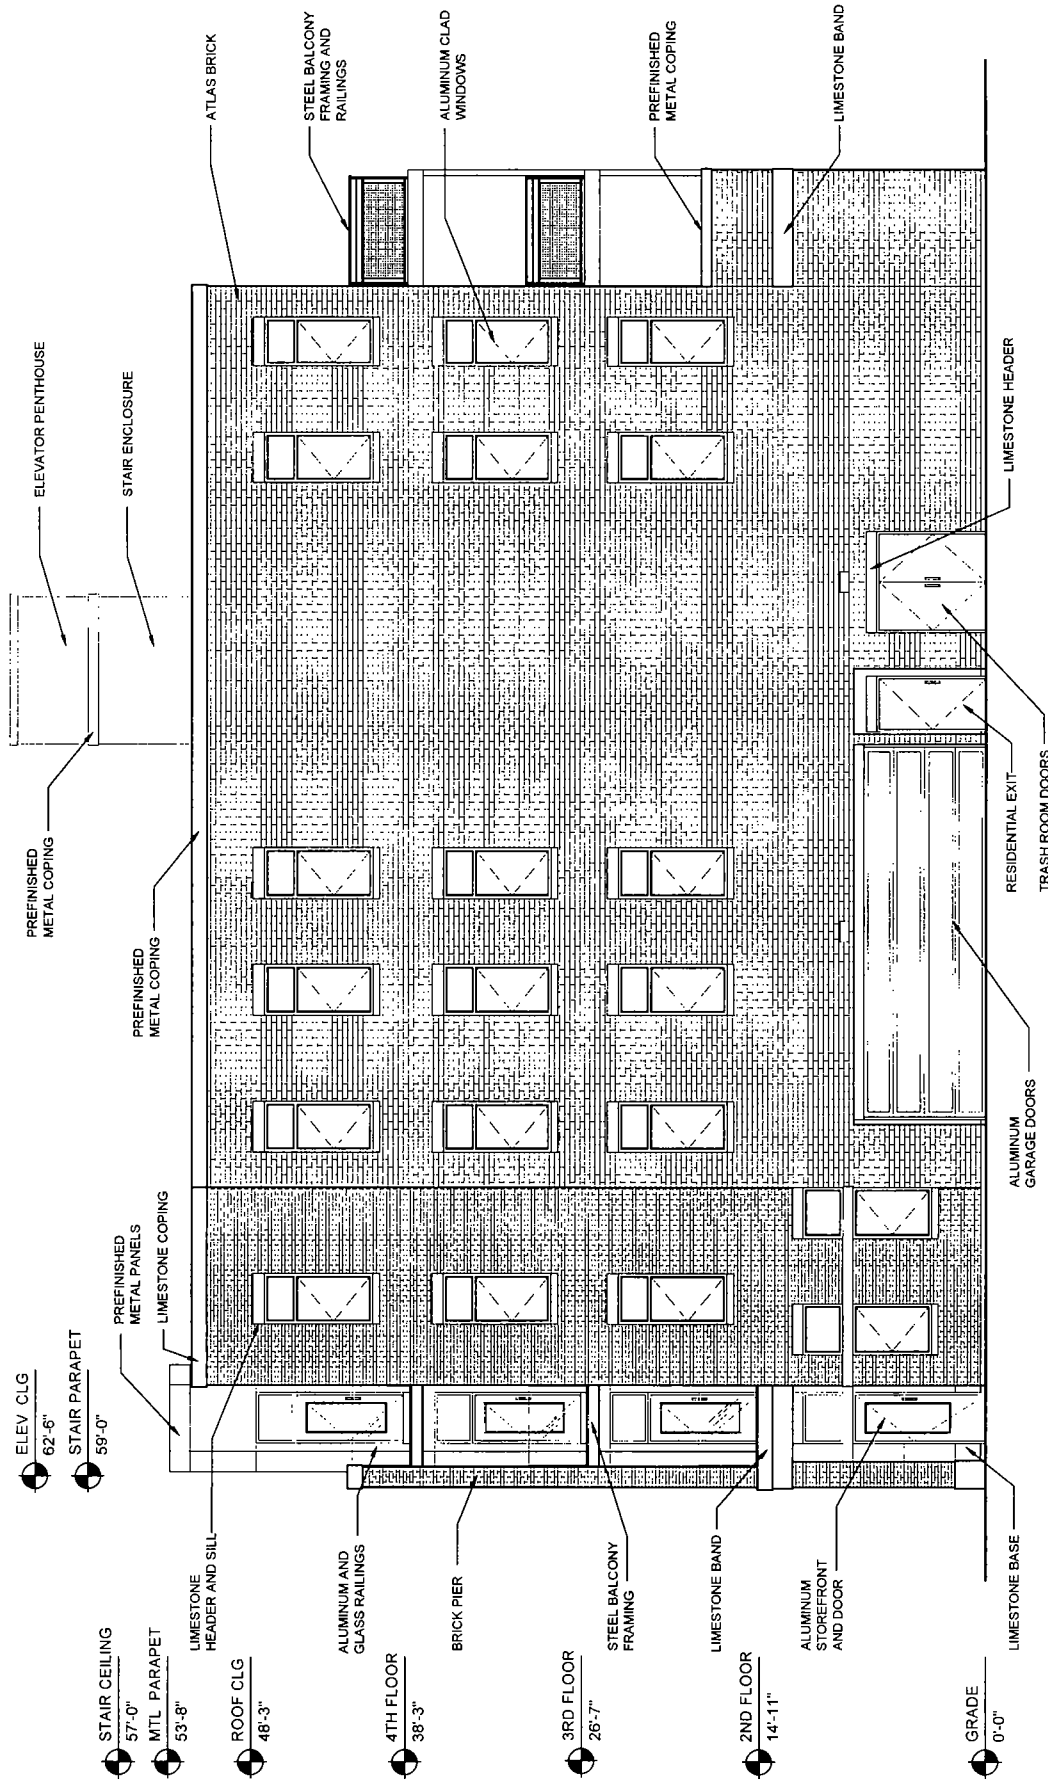 ELEV CLG
62'-6"
STAIR PARAPET
59'-0"
STAIR CEILING
57'-0"
MTL PARAPET
53'-8"
ROOF CLG
48'-3"
4TH FLOOR
38'-3"
3RD FLOOR
26'-7"
2ND FLOOR
14'-11"
GRADE
0'-0"
LIMESTONE
HEADER AND SILL
ALUMINUM AND
GLASS RAILINGS
BRICK PIER
STEEL BALCONY
FRAMING
LIMESTONE BAND
ALUMINUM
STOREFRONT
AND DOOR
LIMESTONE BASE
PREFINISHED
METAL PANELS
LIMESTONE COPING
PREFINISHED
METAL COPING
PREFINISHED
METAL COPING
ELEVATOR PENTHOUSE
STAIR ENCLOSURE
ATLAS BRICK
STEEL BALCONY
FRAMING AND
RAILINGS
ALUMINUM CLAD
WINDOWS
PREFINISHED
METAL COPING
LIMESTONE BAND
LIMESTONE HEADER
ALUMINUM
GARAGE DOORS
RESIDENTIAL EXIT
TRASH ROOM DOORS